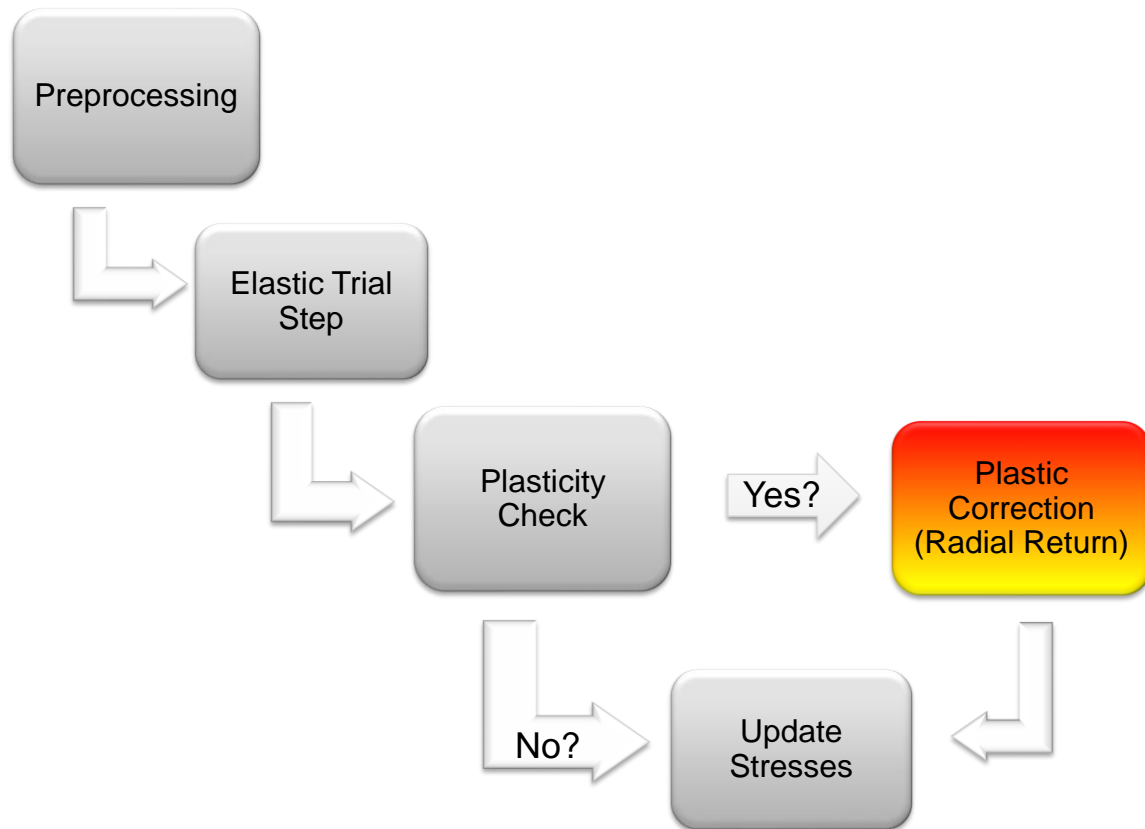 Preprocessing
Elastic Trial
Step
Plasticity
Check
Yes?
Plastic
Correction
(Radial Return)
No?
Update
Stresses